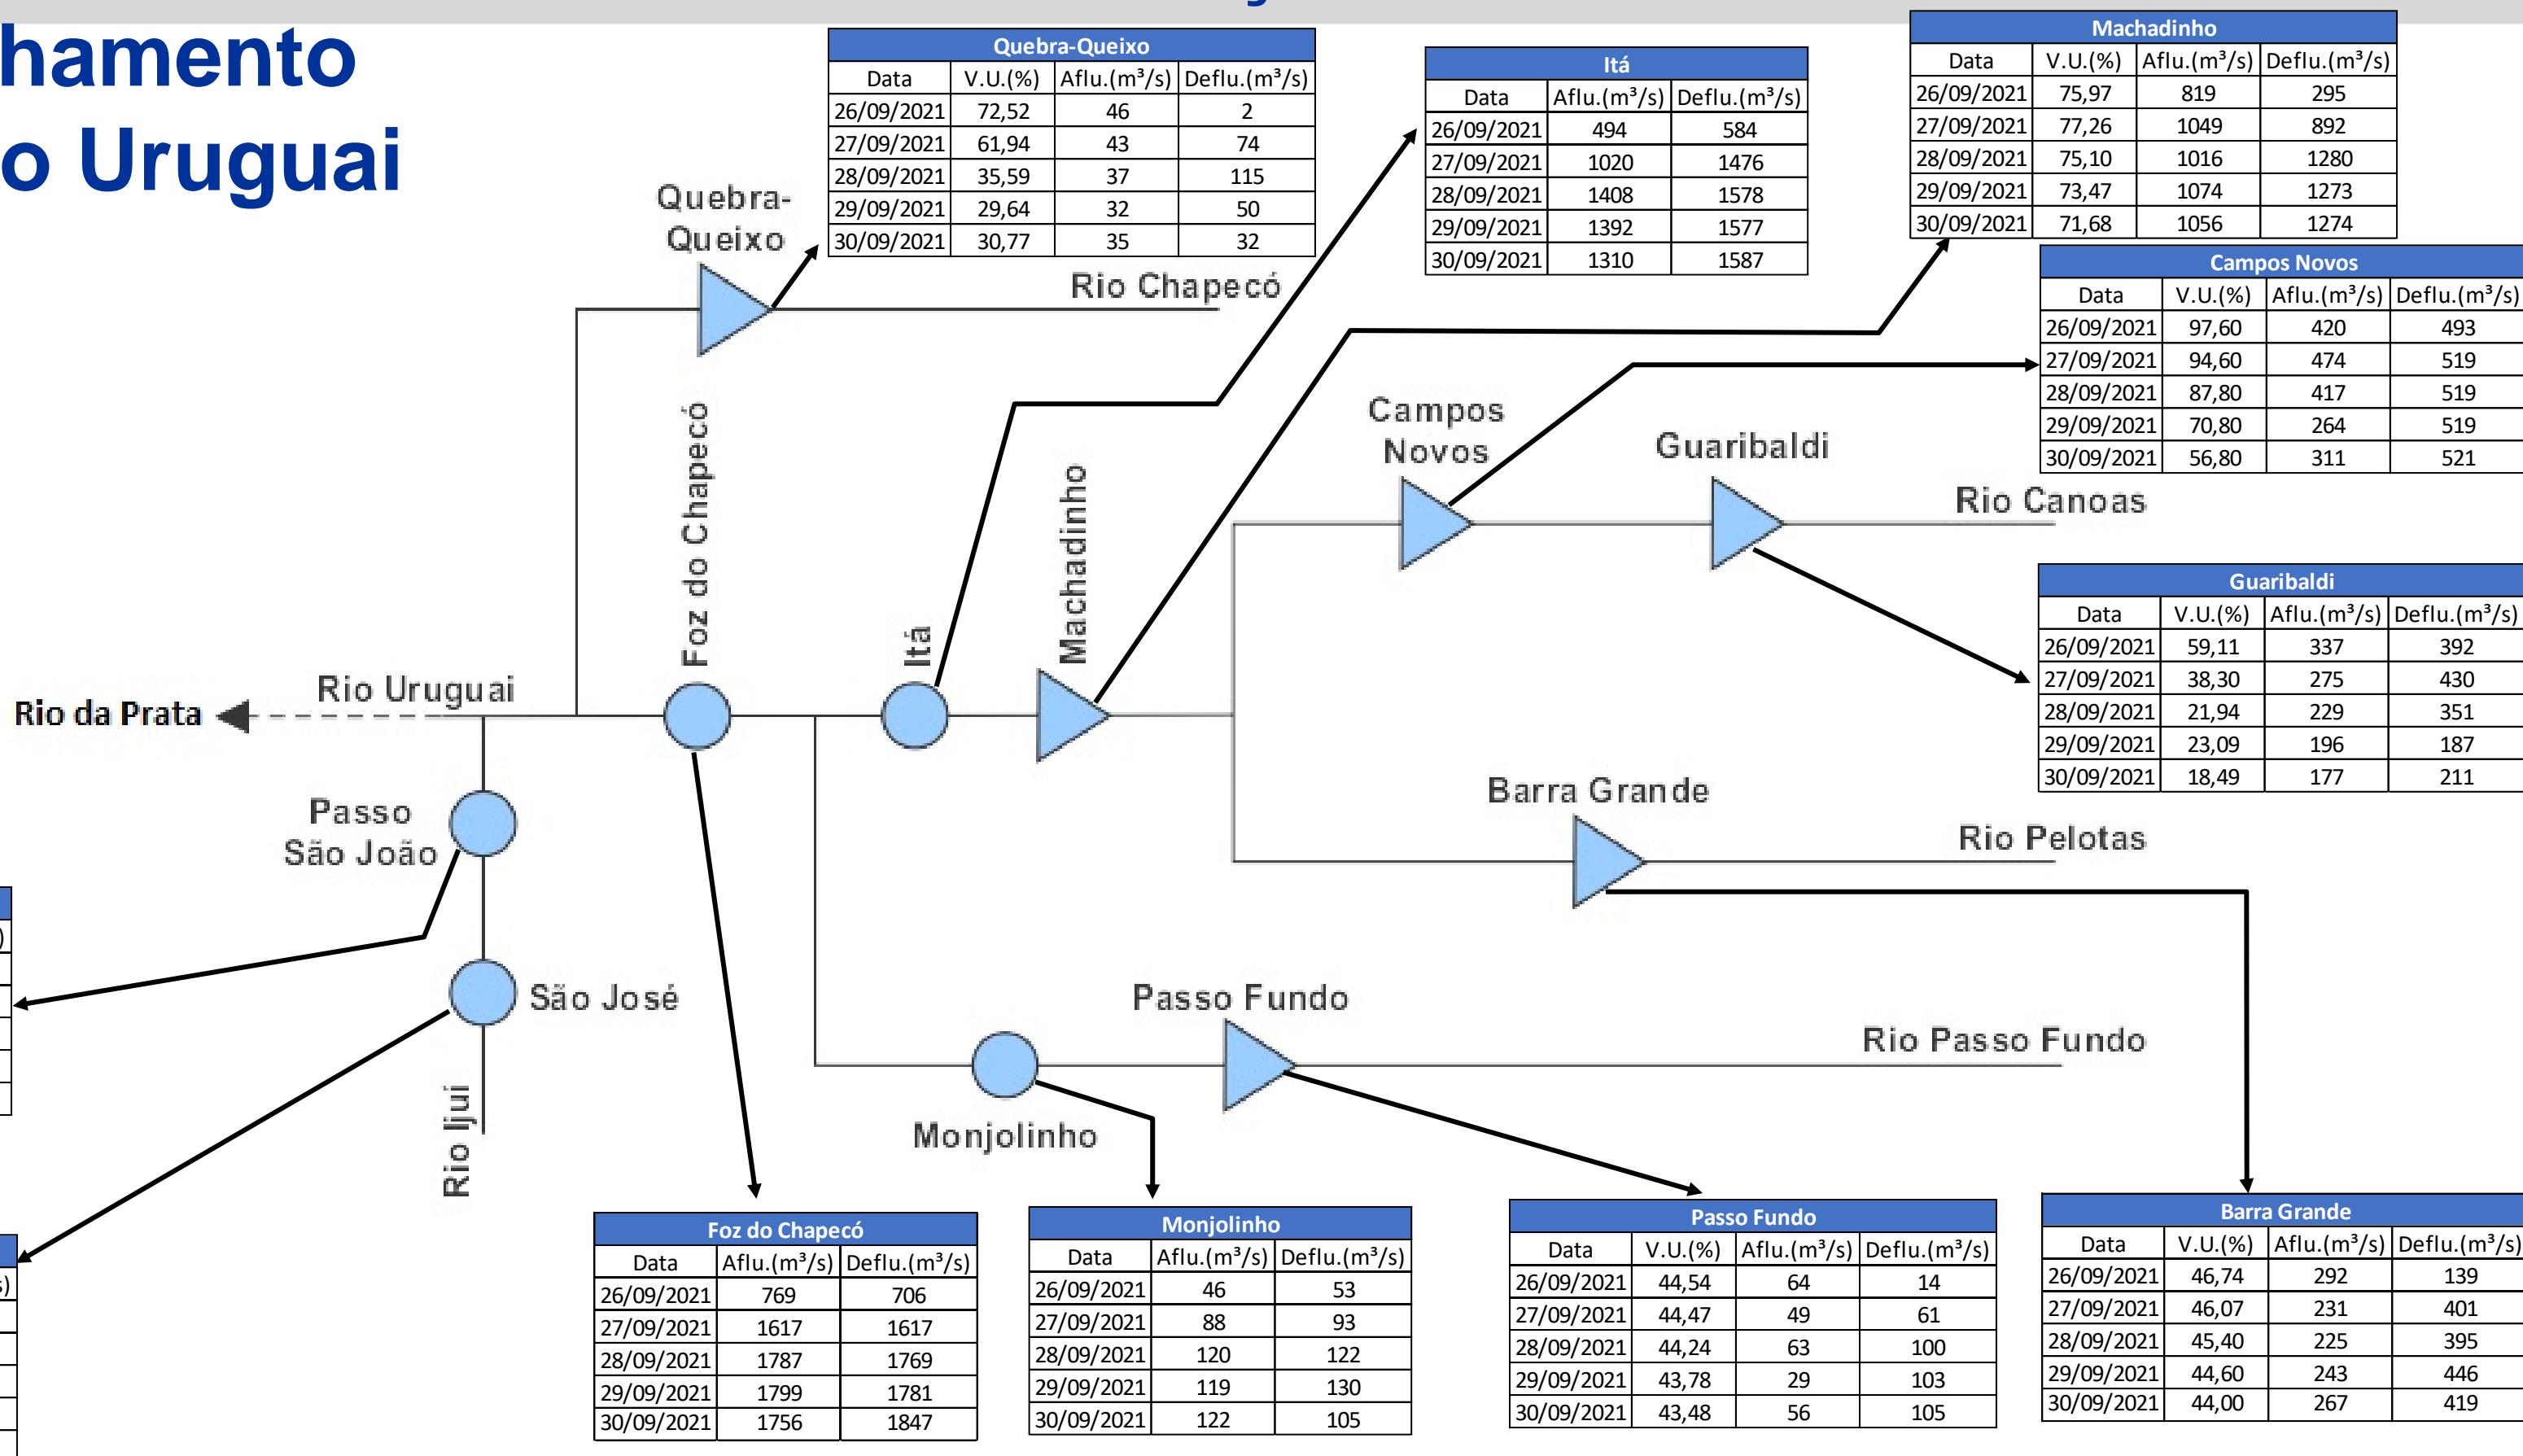 hamento
o Uruguai
Quebra-Queixo
Data V.U.(%) Aflu.(m³/s) Deflu.(m³/s)
26/09/2021 72,52 46 2
27/09/2021 61,94 43 74
28/09/2021 35,59 37 115
29/09/2021 29,64 32 50
30/09/2021 30,77 35 32
Itá
Data Aflu.(m³/s) Deflu.(m³/s)
26/09/2021 494 584
27/09/2021 1020 1476
28/09/2021 1408 1578
29/09/2021 1392 1577
30/09/2021 1310 1587
Machadinho
Data V.U.(%) Aflu.(m³/s) Deflu.(m³/s)
26/09/2021 75,97 819 295
27/09/2021 77,26 1049 892
28/09/2021 75,10 1016 1280
29/09/2021 73,47 1074 1273
30/09/2021 71,68 1056 1274
Campos Novos
Data V.U.(%) Aflu.(m³/s) Deflu.(m³/s)
26/09/2021 97,60 420 493
27/09/2021 94,60 474 519
28/09/2021 87,80 417 519
29/09/2021 70,80 264 519
30/09/2021 56,80 311 521
Quebra-
Queixo
Rio Chapecó
Foz do Chapecó
Itá
Machadinho
Campos
Novos
Guaribaldi
Rio Canoas
Guaribaldi
Data V.U.(%) Aflu.(m³/s) Deflu.(m³/s)
26/09/2021 59,11 337 392
27/09/2021 38,30 275 430
28/09/2021 21,94 229 351
29/09/2021 23,09 196 187
30/09/2021 18,49 177 211
Rio da Prata
Rio Uruguai
Barra Grande
Rio Pelotas
Passo
São João
São José
Rio Ijui
Passo Fundo
Rio Passo Fundo
Monjolinho
Foz do Chapecó
Data Aflu.(m³/s) Deflu.(m³/s)
26/09/2021 769 706
27/09/2021 1617 1617
28/09/2021 1787 1769
29/09/2021 1799 1781
30/09/2021 1756 1847
Monjolinho
Data Aflu.(m³/s) Deflu.(m³/s)
26/09/2021 46 53
27/09/2021 88 93
28/09/2021 120 122
29/09/2021 119 130
30/09/2021 122 105
Passo Fundo
Data V.U.(%) Aflu.(m³/s) Deflu.(m³/s)
26/09/2021 44,54 64 14
27/09/2021 44,47 49 61
28/09/2021 44,24 63 100
29/09/2021 43,78 29 103
30/09/2021 43,48 56 105
Barra Grande
Data V.U.(%) Aflu.(m³/s) Deflu.(m³/s)
26/09/2021 46,74 292 139
27/09/2021 46,07 231 401
28/09/2021 45,40 225 395
29/09/2021 44,60 243 446
30/09/2021 44,00 267 419